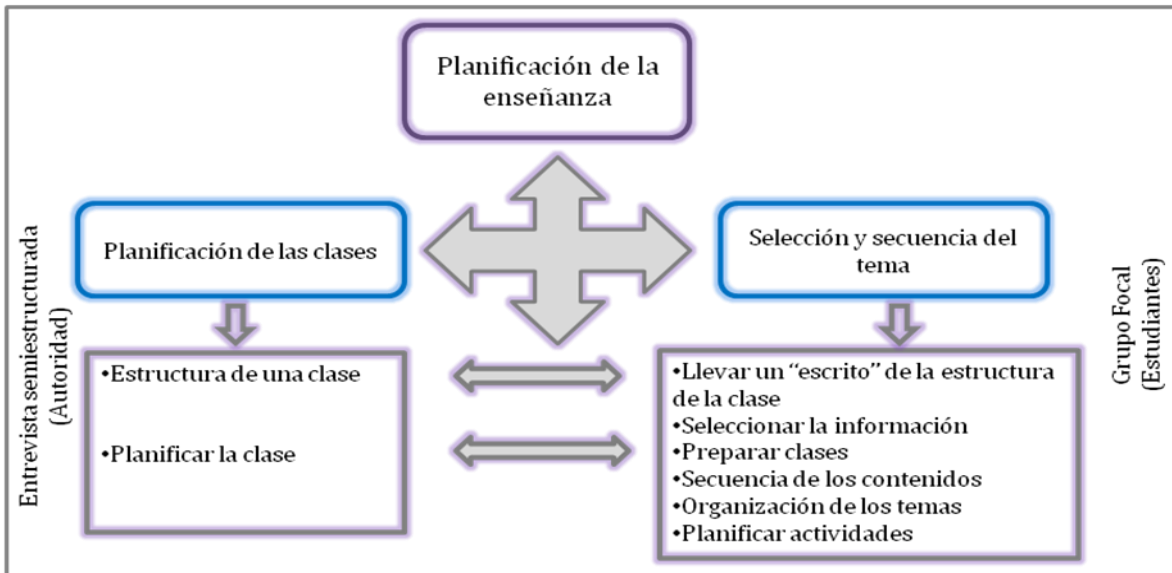 Planificación de la
enseñanza
Entrevista semiestructurada
(Autoridad)
Planificación de las clases
•Estructura de una clase
•Planificar la clase
Selección y secuencia del
tema
•Llevar un “escrito” de la estructura
de la clase
•Seleccionar la información
•Preparar clases
•Secuencia de los contenidos
•Organización de los temas
•Planificar actividades
Grupo Focal
(Estudiantes)